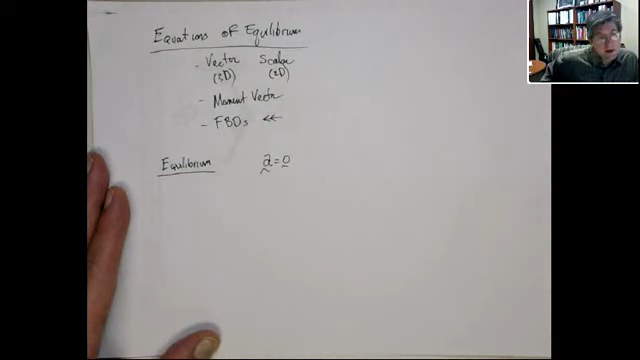 Equations of Equilibrium
- Vector Scalar
(3D) (2D)
- Moment Vector
- FBDs <<-
Equilibrium a = 0